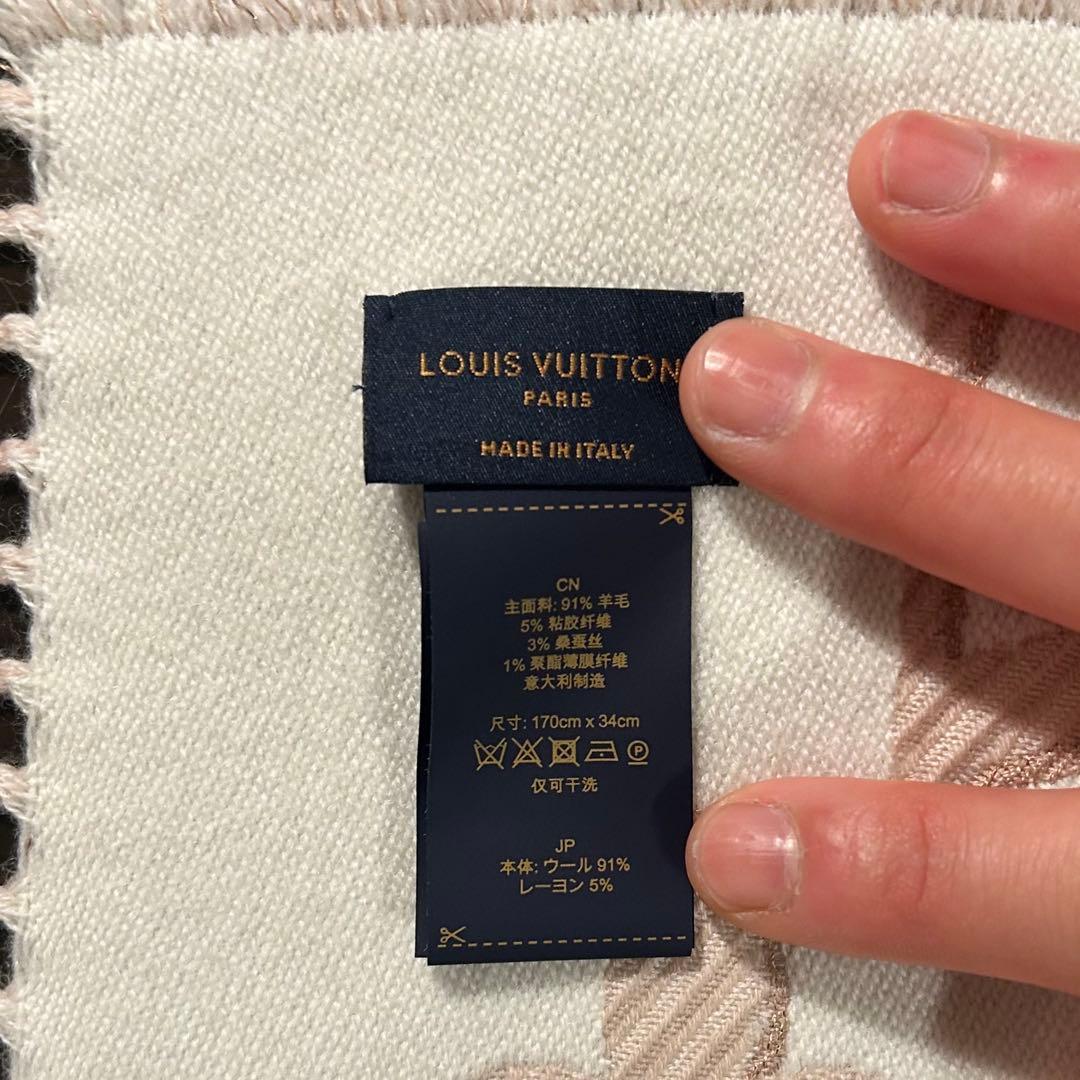 LOUIS VUITTON
PARIS
MADE IN ITALY
CN
主面料: 91% 羊毛
5% 粘胶纤维
3% 桑蚕丝
1% 聚酯薄膜纤维
意大利制造
尺寸: 170cm x 34cm
P
仅可干洗
JP
本体: ウール 91%
レーヨン 5%